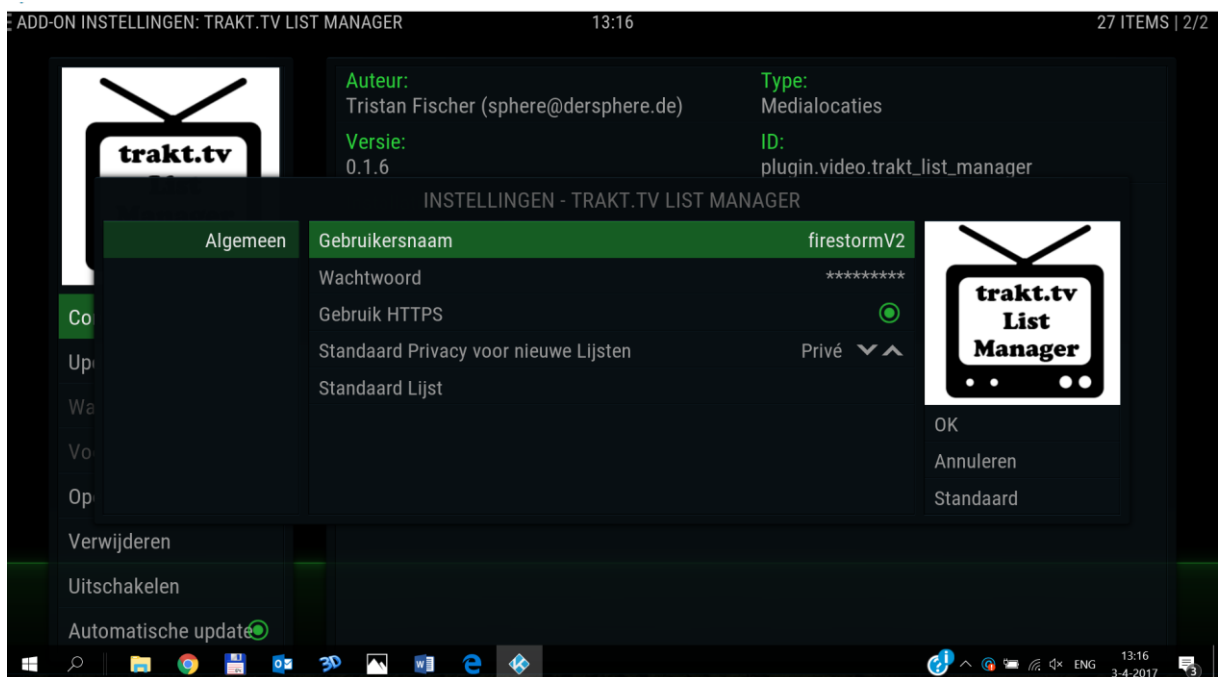 ADD-ON INSTELLINGEN: TRAKT.TV LIST MANAGER
13:16
27 ITEMS | 2/2
trakt.tv
Auteur:
Tristan Fischer (sphere@dersphere.de)
Type:
Medialocaties
Versie:
0.1.6
ID:
plugin.video.trakt_list_manager
INSTELLINGEN - TRAKT.TV LIST MANAGER
Algemeen
Gebruikersnaam
firestormV2
Wachtwoord
*********
Gebruik HTTPS
Standaard Privacy voor nieuwe Lijsten
Privé
Standaard Lijst
trakt.tv
List
Manager
OK
Annuleren
Standaard
Co
Up
Wa
Vo
Op
Verwijderen
Uitschakelen
Automatische update
ENG
13:16
3-4-2017
3